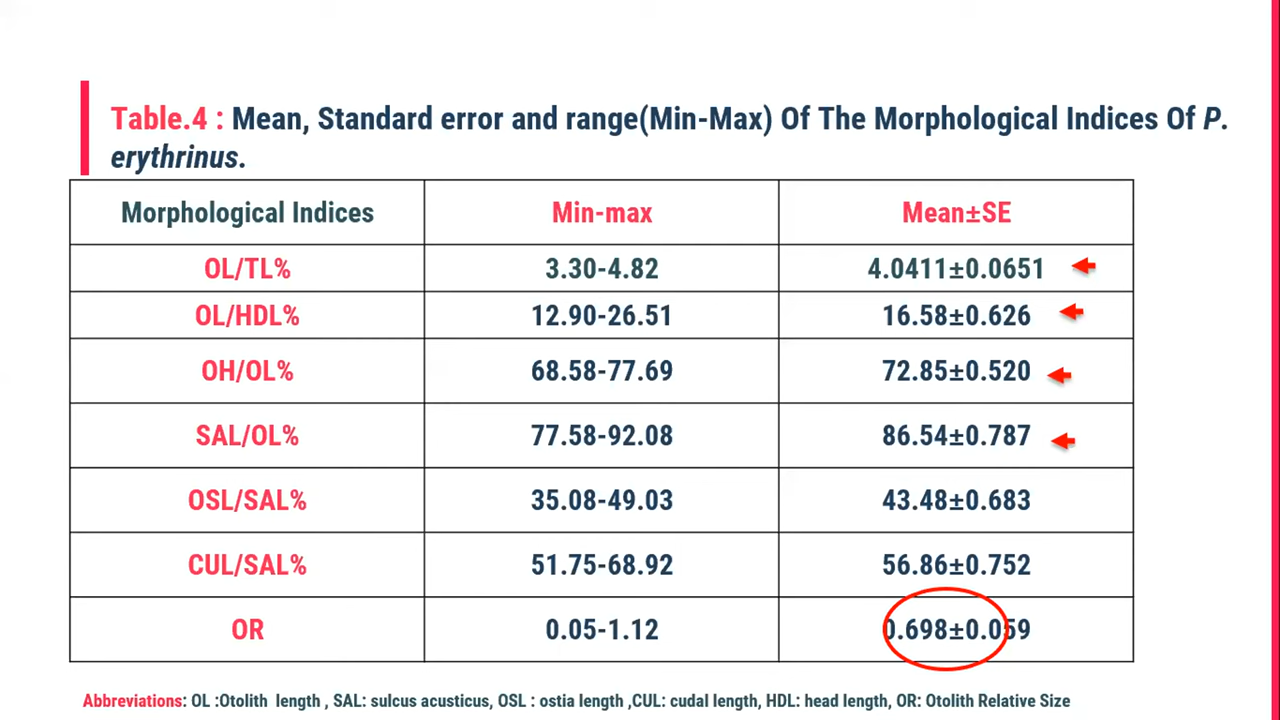 Table.4 : Mean, Standard error and range(Min-Max) Of The Morphological Indices Of P.
erythrinus.
Morphological Indices Min-max Mean±SE
OL/TL% 3.30-4.82 4.0411±0.0651
OL/HDL% 12.90-26.51 16.58±0.626
OH/OL% 68.58-77.69 72.85±0.520
SAL/OL% 77.58-92.08 86.54±0.787
OSL/SAL% 35.08-49.03 43.48±0.683
CUL/SAL% 51.75-68.92 56.86±0.752
OR 0.05-1.12 0.698±0.059
Abbreviations: OL :Otolith length , SAL: sulcus acusticus, OSL : ostia length ,CUL: cudal length, HDL: head length, OR: Otolith Relative Size